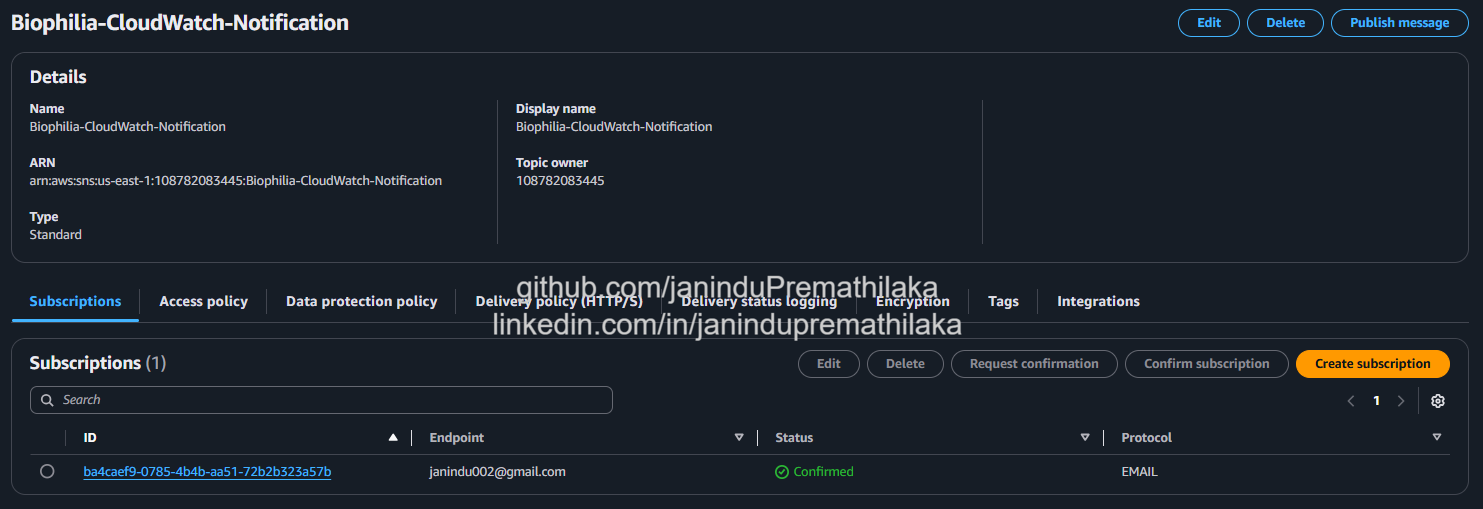 Biophilia-CloudWatch-Notification
Edit
Delete
Publish message
Details
Name
Biophilia-CloudWatch-Notification
Display name
Biophilia-CloudWatch-Notification
ARN
arn:aws:sns:us-east-1:108782083445:Biophilia-CloudWatch-Notification
Topic owner
108782083445
Type
Standard
github.com/janinduPremathilaka
Subscriptions
Access policy
Data protection policy
Delivery policy (HTTP/S)
Delivery status logging
Encryption
Tags
Integrations
linkedin.com/in/janindupremathilaka
Subscriptions (1)
Edit
Delete
Request confirmation
Confirm subscription
Create subscription
Search
1
ID
Endpoint
Status
Protocol
ba4caef9-0785-4b4b-aa51-72b2b323a57b
janindu002@gmail.com
Confirmed
EMAIL